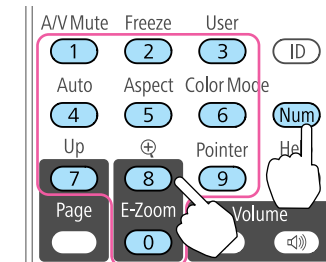 A/V Mute Freeze User
1 2 3 ID
Auto Aspect Color Mode
4 5 6 Num
Up Pointer
7 8 9
Page E-Zoom Volume
0